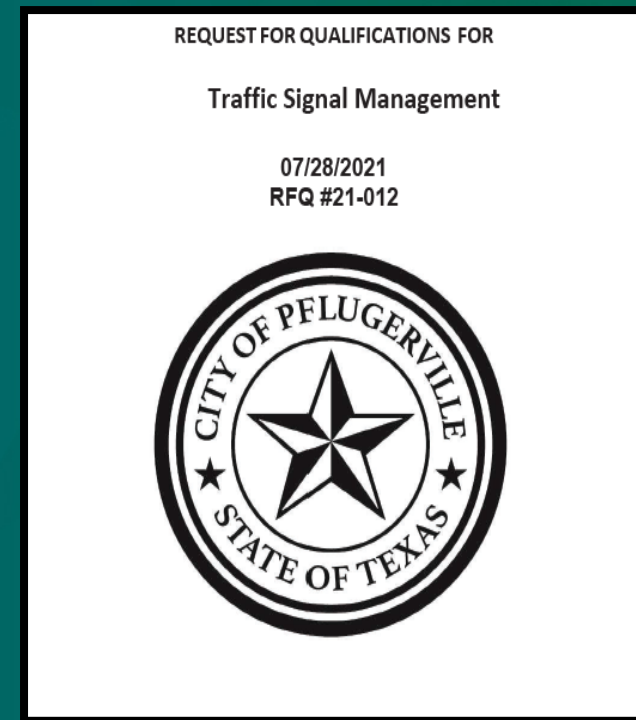 REQUEST FOR QUALIFICATIONS FOR
Traffic Signal Management
07/28/2021
RFQ #21-012
CITY OF PFLUGERVILLE
STATE OF TEXAS